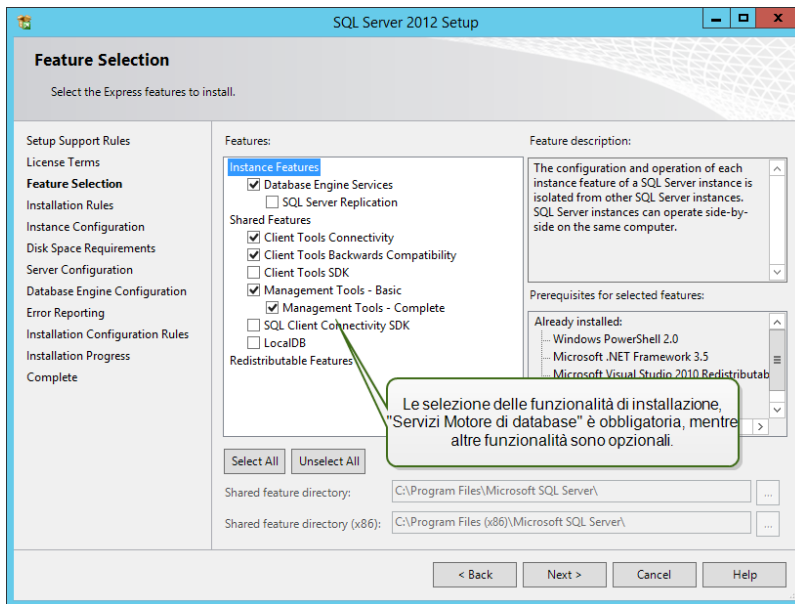 SQL Server 2012 Setup
Feature Selection
Select the Express features to install.
Setup Support Rules
License Terms
Feature Selection
Installation Rules
Instance Configuration
Disk Space Requirements
Server Configuration
Database Engine Configuration
Error Reporting
Installation Configuration Rules
Installation Progress
Complete
Features:
Instance Features
Database Engine Services
SQL Server Replication
Shared Features
Client Tools Connectivity
Client Tools Backwards Compatibility
Client Tools SDK
Management Tools - Basic
Management Tools - Complete
SQL Client Connectivity SDK
LocalDB
Redistributable Features
Feature description:
The configuration and operation of each
instance feature of a SQL Server instance is
isolated from other SQL Server instances.
SQL Server instances can operate side-by-
side on the same computer.
Prerequisites for selected features:
Already installed:
Windows PowerShell 2.0
Microsoft .NET Framework 3.5
Microsoft Visual Studio 2010 Redistributab
Le selezione delle funzionalità di installazione,
"Servizi Motore di database" è obbligatoria, mentre
altre funzionalità sono opzionali.
Select All
Unselect All
Shared feature directory:
C:\Program Files\Microsoft SQL Server\
...
Shared feature directory (x86):
C:\Program Files (x86)\Microsoft SQL Server\
...
< Back
Next >
Cancel
Help